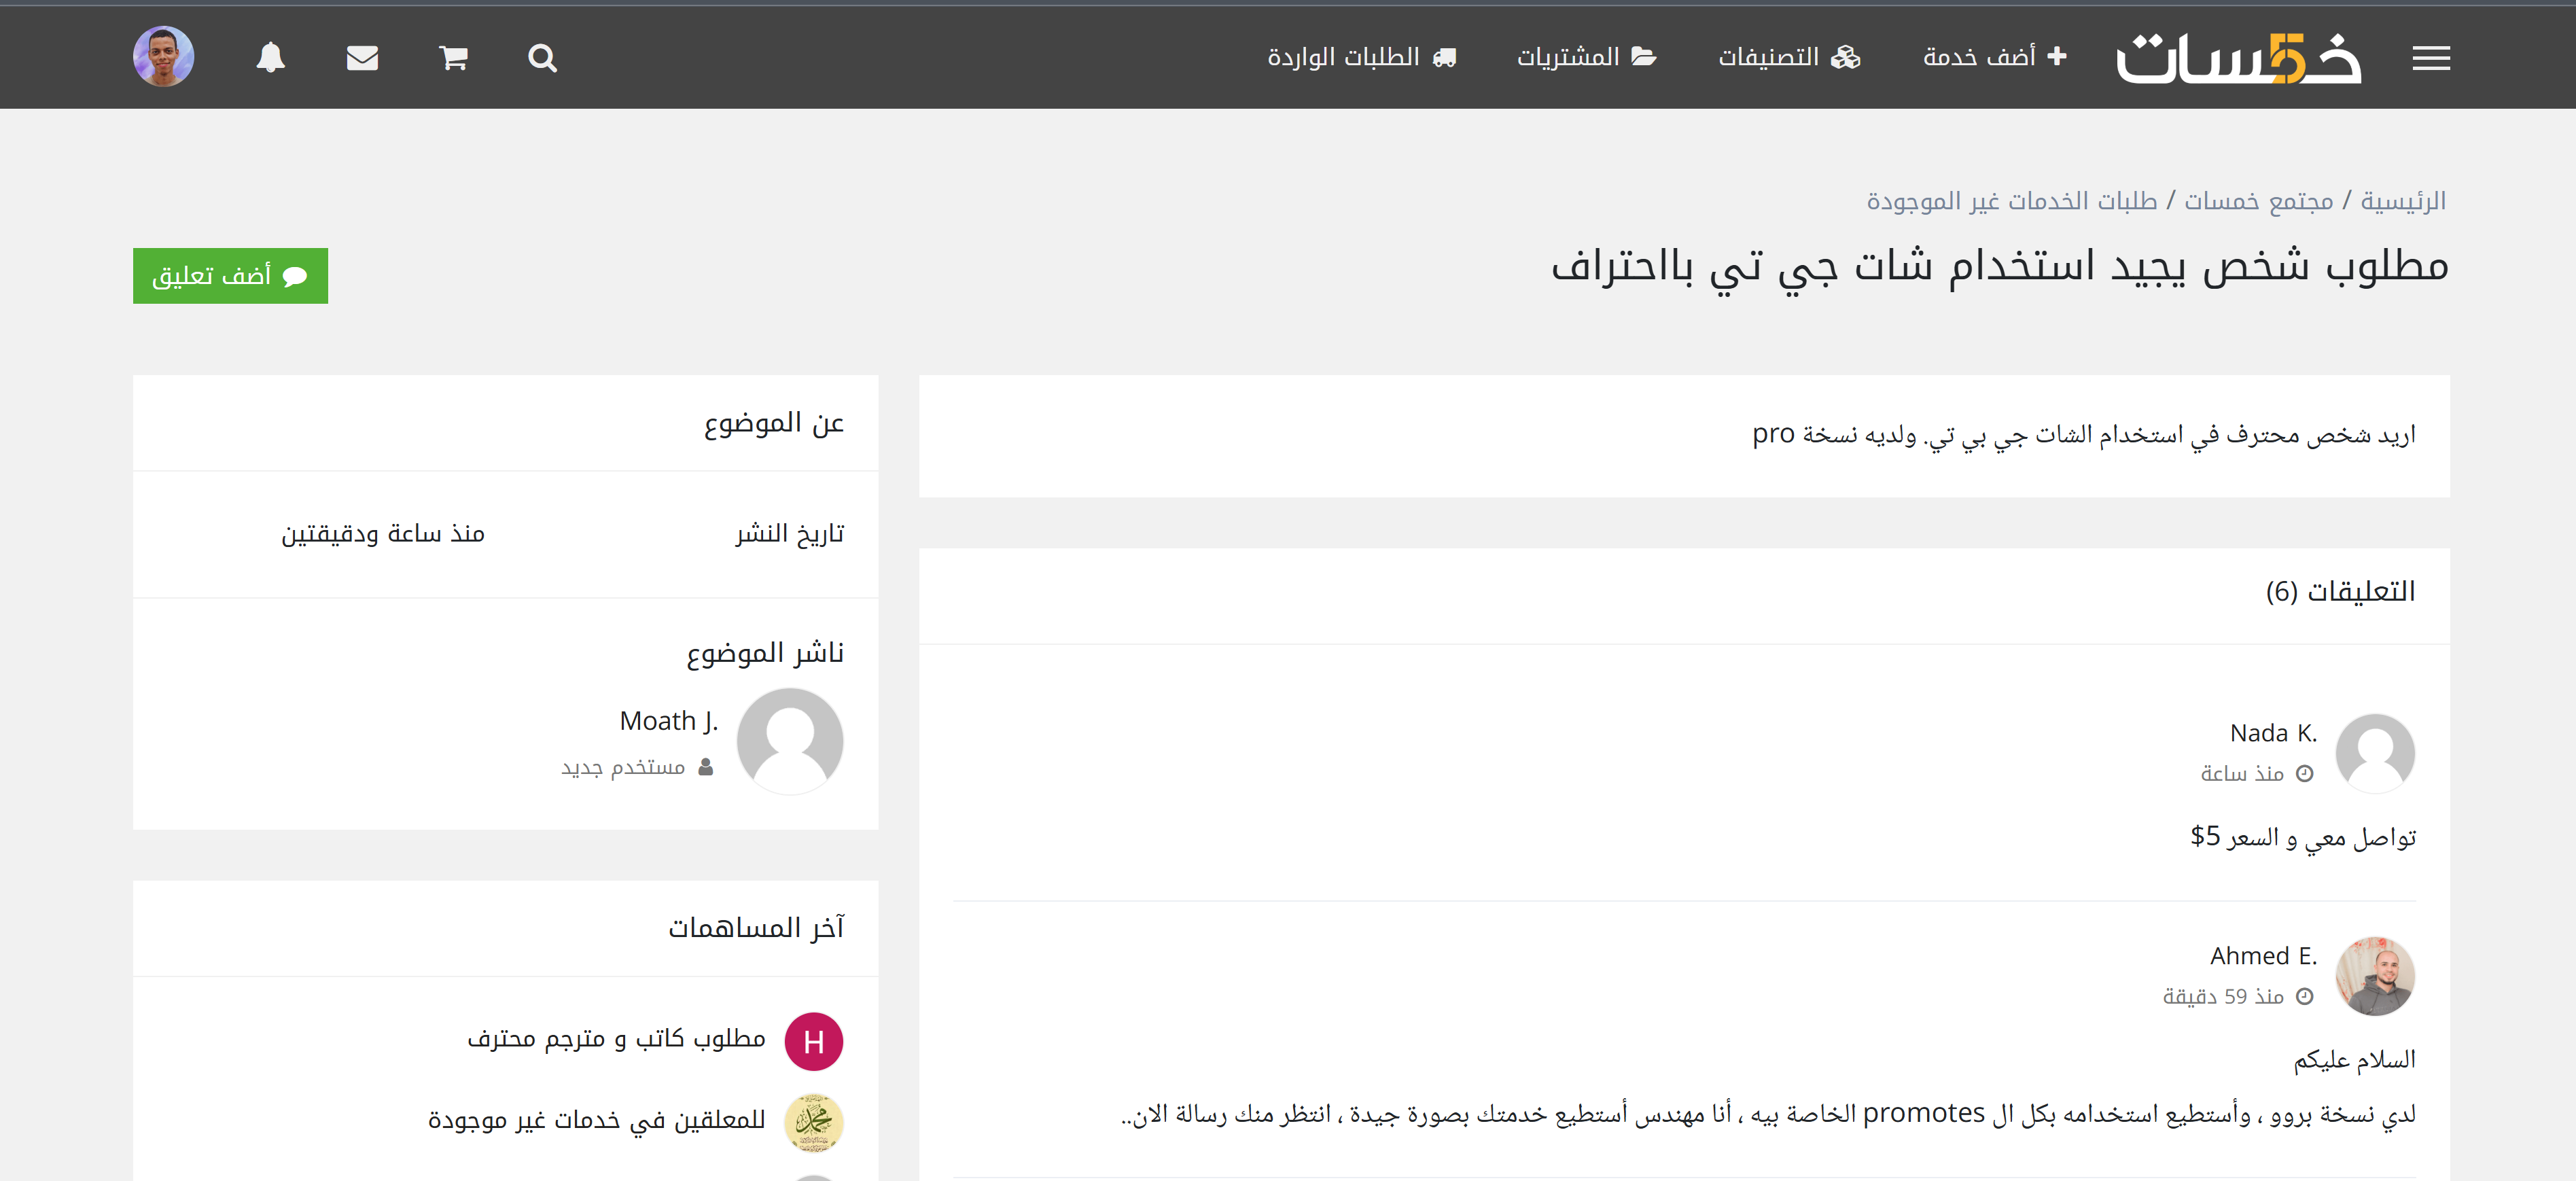 خمسات
أضف خدمة
التصنيفات
المشتريات
الطلبات الواردة
الرئيسية / مجتمع خمسات / طلبات الخدمات غير الموجودة
مطلوب شخص يجيد استخدام شات جي تي بااحتراف
أضف تعليق
اريد شخص محترف في استخدام الشات جي بي تي. ولديه نسخة pro
التعليقات (6)
Nada K.
منذ ساعة
تواصل معي و السعر 5$
Ahmed E.
منذ 59 دقيقة
السلام عليكم
لدي نسخة بروو ، وأستطيع استخدامه بكل ال promotes الخاصة بيه ، أنا مهندس أستطيع خدمتك بصورة جيدة ، انتظر منك رسالة الان..
عن الموضوع
تاريخ النشر
منذ ساعة ودقيقتين
ناشر الموضوع
Moath J.
مستخدم جديد
آخر المساهمات
H
مطلوب كاتب و مترجم محترف
للمعلقين في خدمات غير موجودة